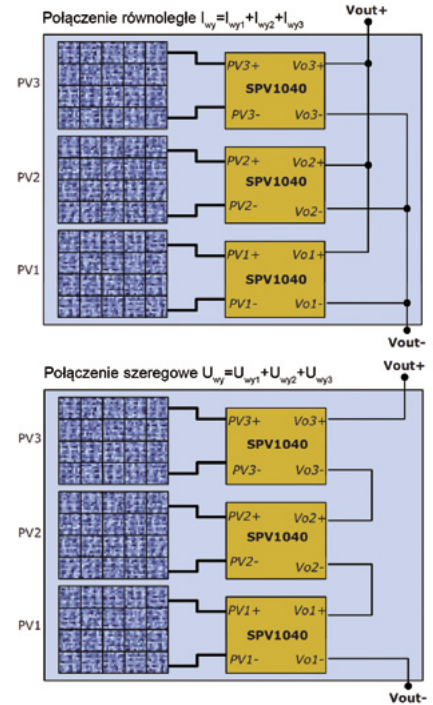 Połączenie równoległe Iwy=Iwy1+Iwy2+Iwy3
Vout+
PV3
PV3+ Vo3+
SPV1040
PV3- Vo3-
PV2
PV2+ Vo2+
SPV1040
PV2- Vo2-
PV1
PV1+ Vo1+
SPV1040
PV1- Vo1-
Vout-
Vout+
Połączenie szeregowe Uwy=Uwy1+Uwy2+Uwy3
PV3
PV3+ Vo3+
SPV1040
PV3- Vo3-
PV2
PV2+ Vo2+
SPV1040
PV2- Vo2-
PV1
PV1+ Vo1+
SPV1040
PV1- Vo1-
Vout-